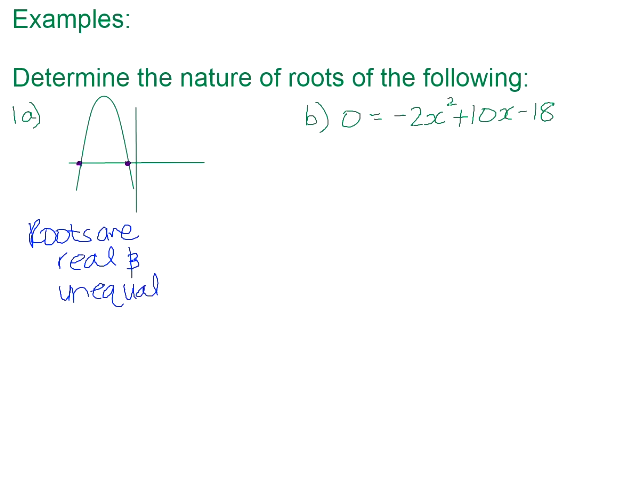 Examples:
Determine the nature of roots of the following:
1a)
b) 0 = -2x²+10x-18
Roots are
real &
unequal